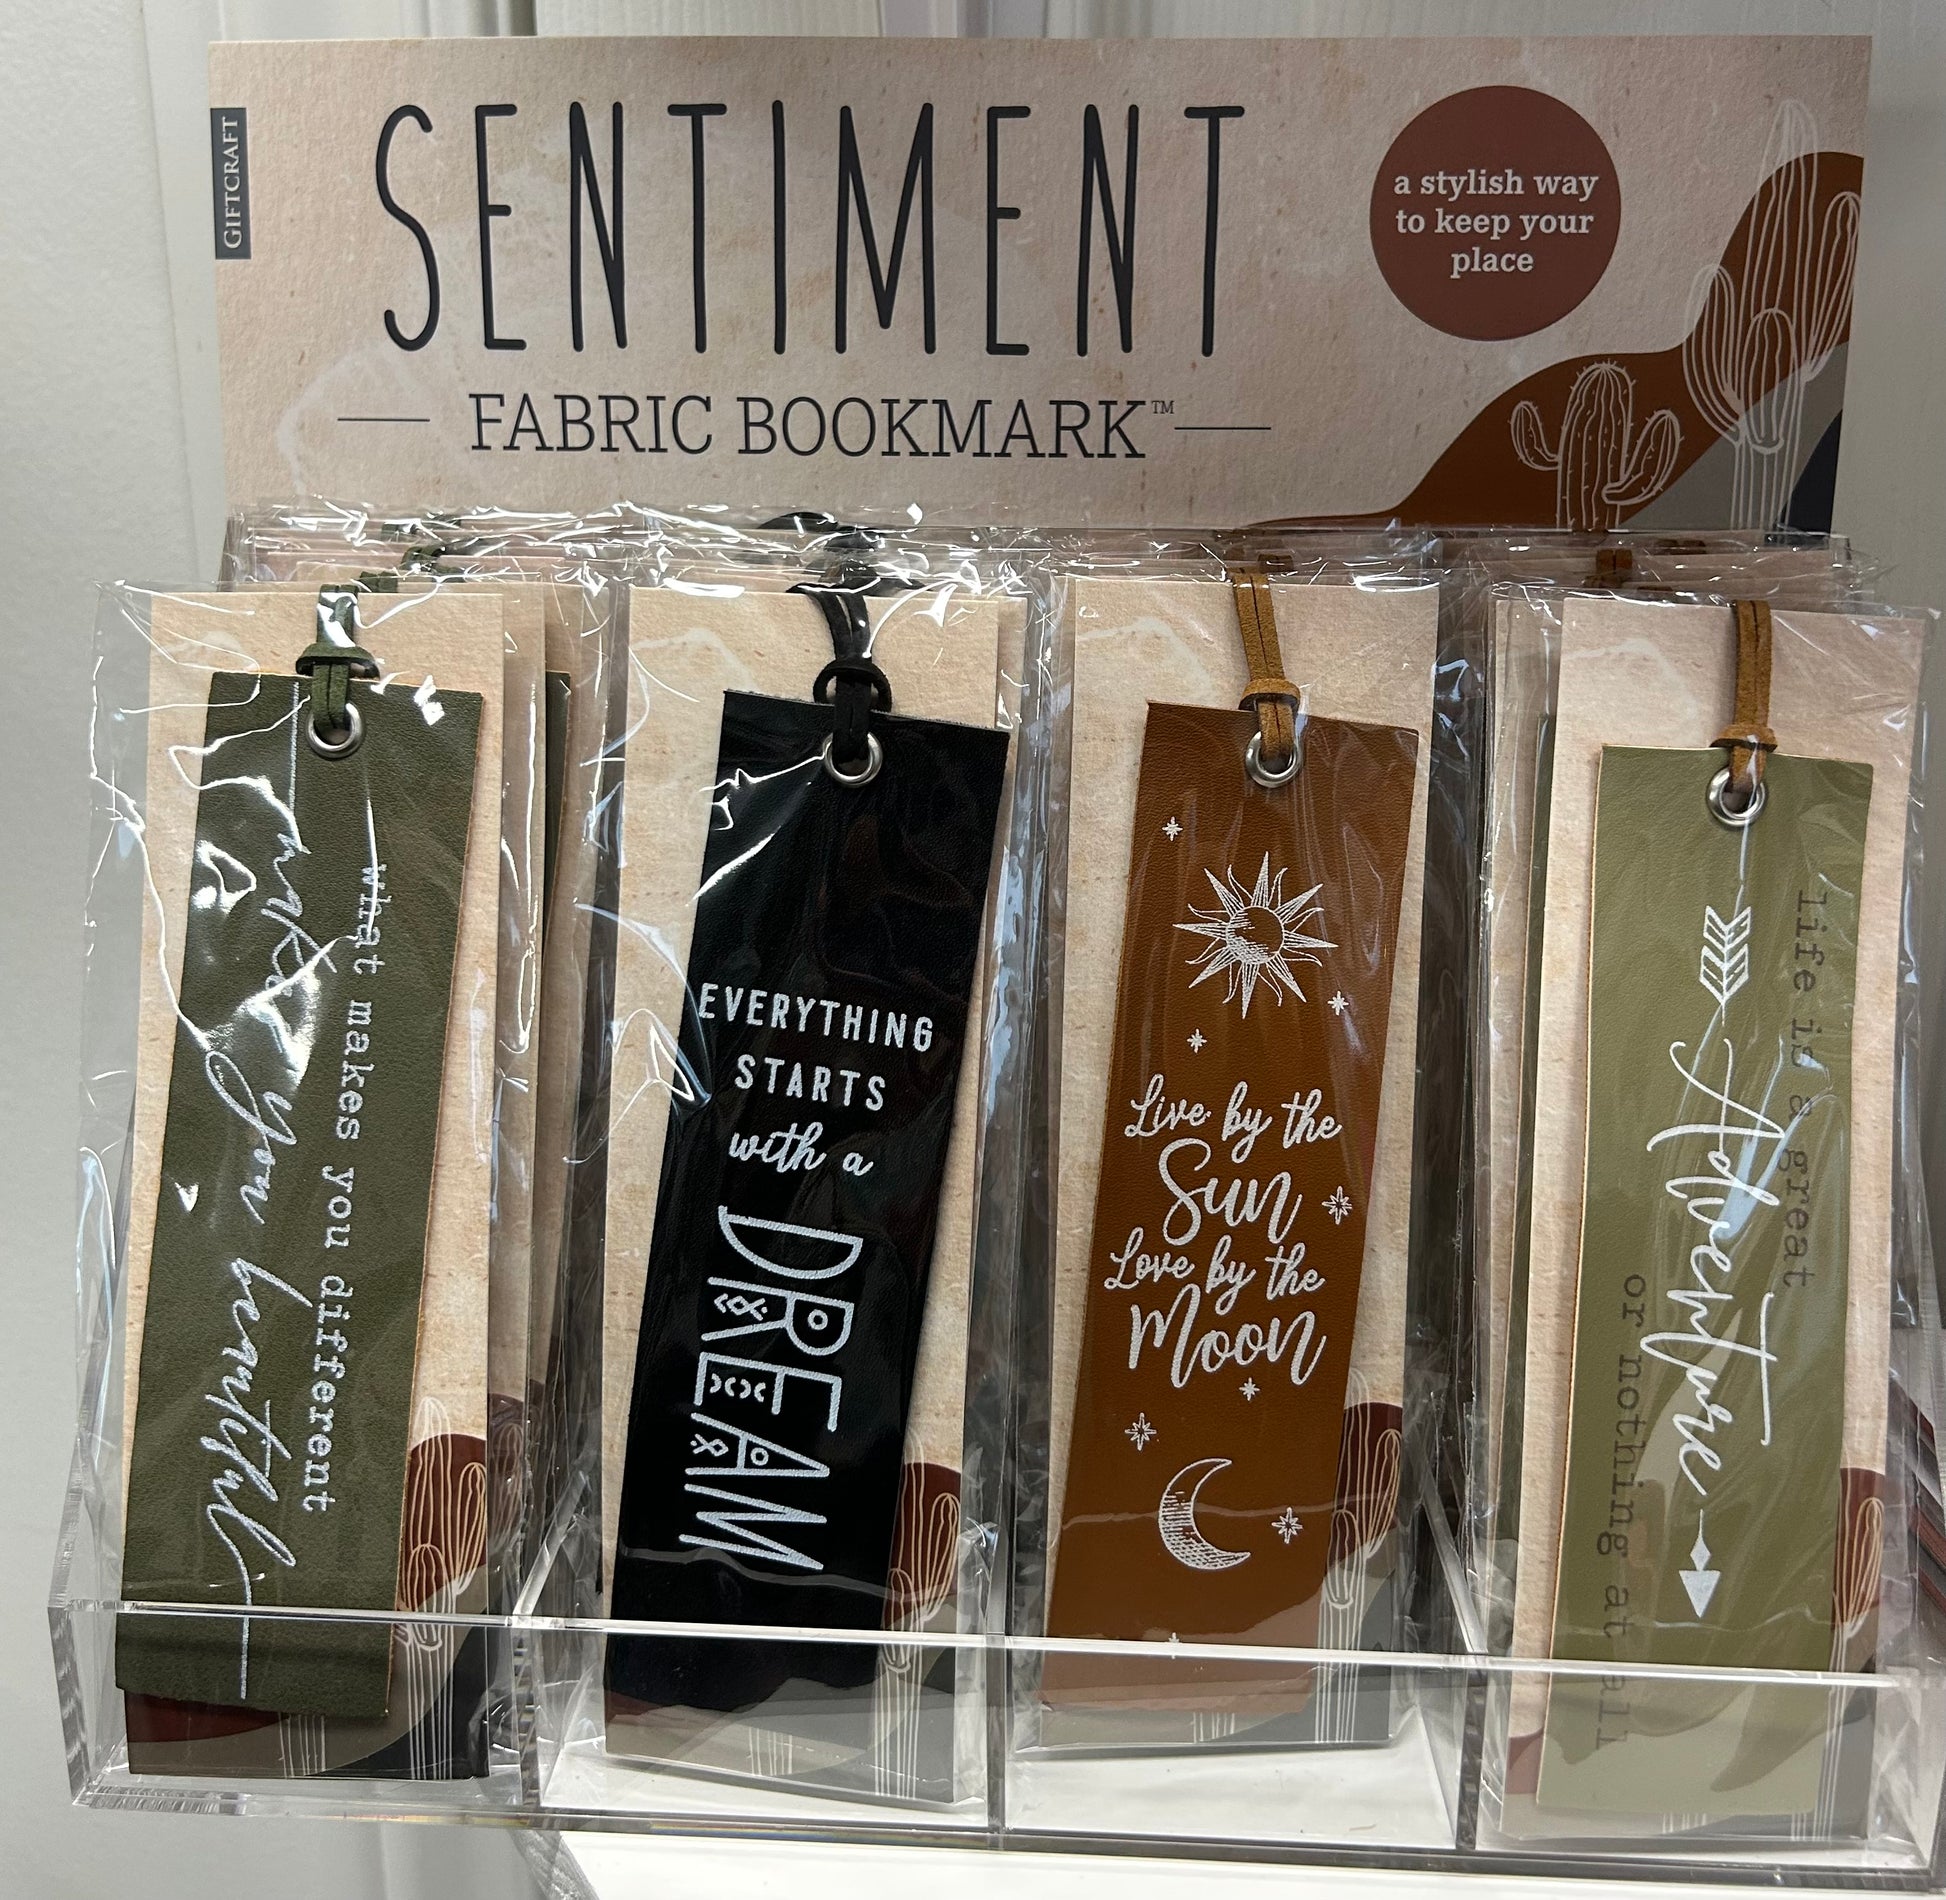 GIFTCRAFT
SENTIMENT
FABRIC BOOKMARK™
a stylish way
to keep your
place
what makes you different
makes you beautiful
EVERYTHING
STARTS
with a
DREAM
Live by the
Sun
Love by the
Moon
life is a great
Adventure
or nothing at all